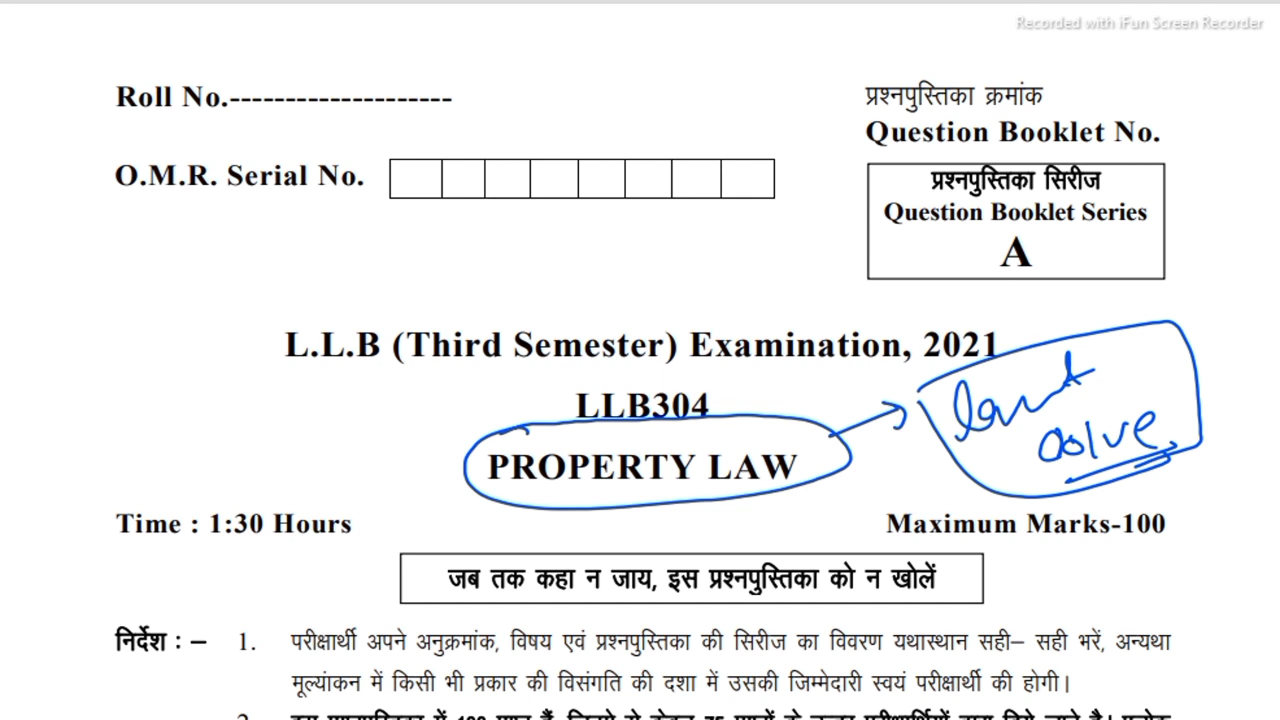 Recorded with iFun Screen Recorder
Roll No.--------------------
प्रश्नपुस्तिका क्रमांक
Question Booklet No.
O.M.R. Serial No.
प्रश्नपुस्तिका सिरीज
Question Booklet Series
A
L.L.B (Third Semester) Examination, 2021
LLB304
PROPERTY LAW
solve
Time : 1:30 Hours
Maximum Marks-100
जब तक कहा न जाय, इस प्रश्नपुस्तिका को न खोलें
निर्देश : – 1. परीक्षार्थी अपने अनुक्रमांक, विषय एवं प्रश्नपुस्तिका की सिरीज का विवरण यथास्थान सही– सही भरें, अन्यथा
मूल्यांकन में किसी भी प्रकार की विसंगति की दशा में उसकी जिम्मेदारी स्वयं परीक्षार्थी की होगी।